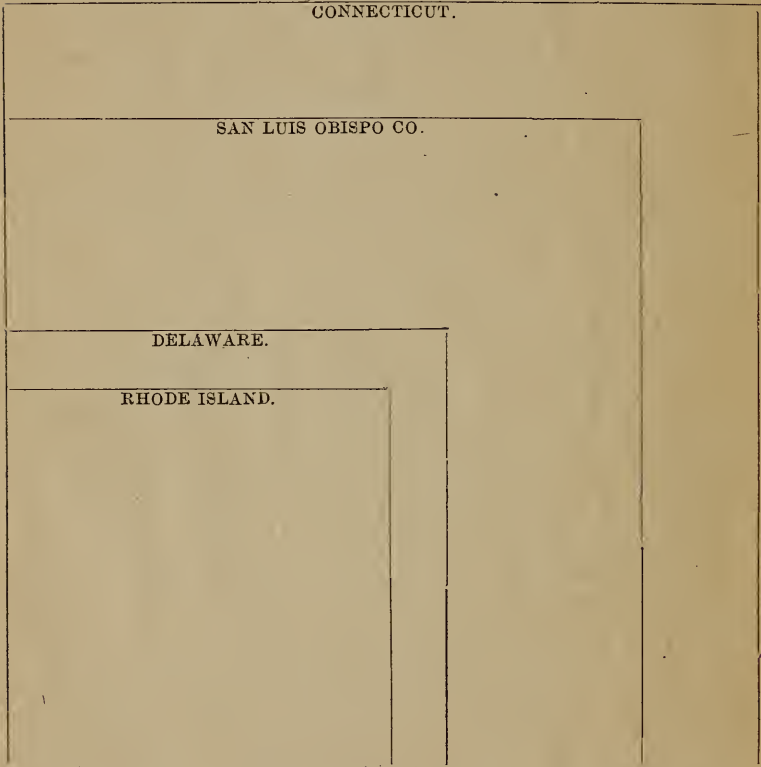 CONNECTICUT.
SAN LUIS OBISPO CO.
DELAWARE.
RHODE ISLAND.